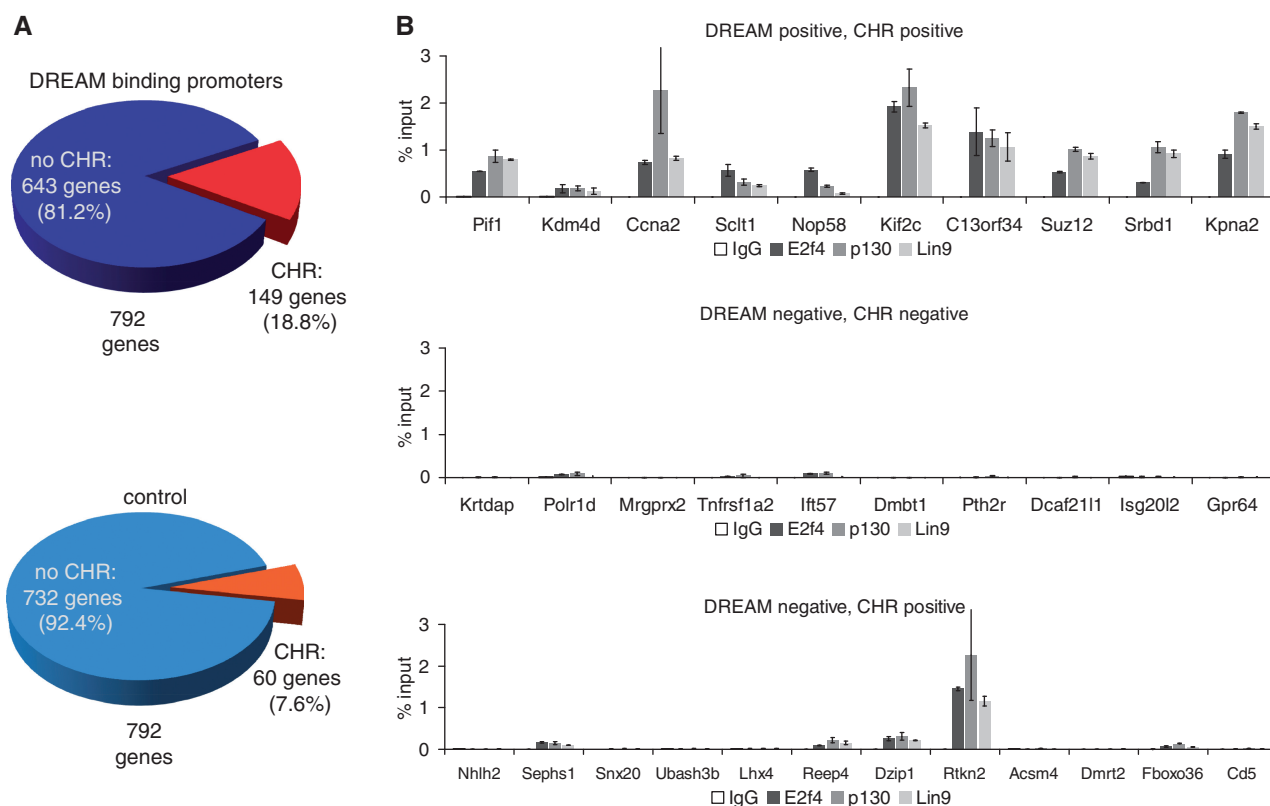 A
DREAM binding promoters
no CHR:
643 genes
(81.2%)
CHR:
149 genes
(18.8%)
792
genes
control
no CHR:
732 genes
(92.4%)
CHR:
60 genes
(7.6%)
792
genes
B
DREAM positive, CHR positive
% input
3
2
1
0
Pif1 Kdm4d Ccna2 Sclt1 Nop58 Kif2c C13orf34 Suz12 Srbd1 Kpna2
IgG E2f4 p130 Lin9
DREAM negative, CHR negative
% input
3
2
1
0
Krtdap Polr1d Mrgprx2 Tnfrsf1a2 Ift57 Dmbt1 Pth2r Dcaf21l1 Isg20l2 Gpr64
IgG E2f4 p130 Lin9
DREAM negative, CHR positive
% input
3
2
1
0
Nhlh2 Sephs1 Snx20 Ubash3b Lhx4 Reep4 Dzip1 Rtkn2 Acsm4 Dmrt2 Fboxo36 Cd5
IgG E2f4 p130 Lin9